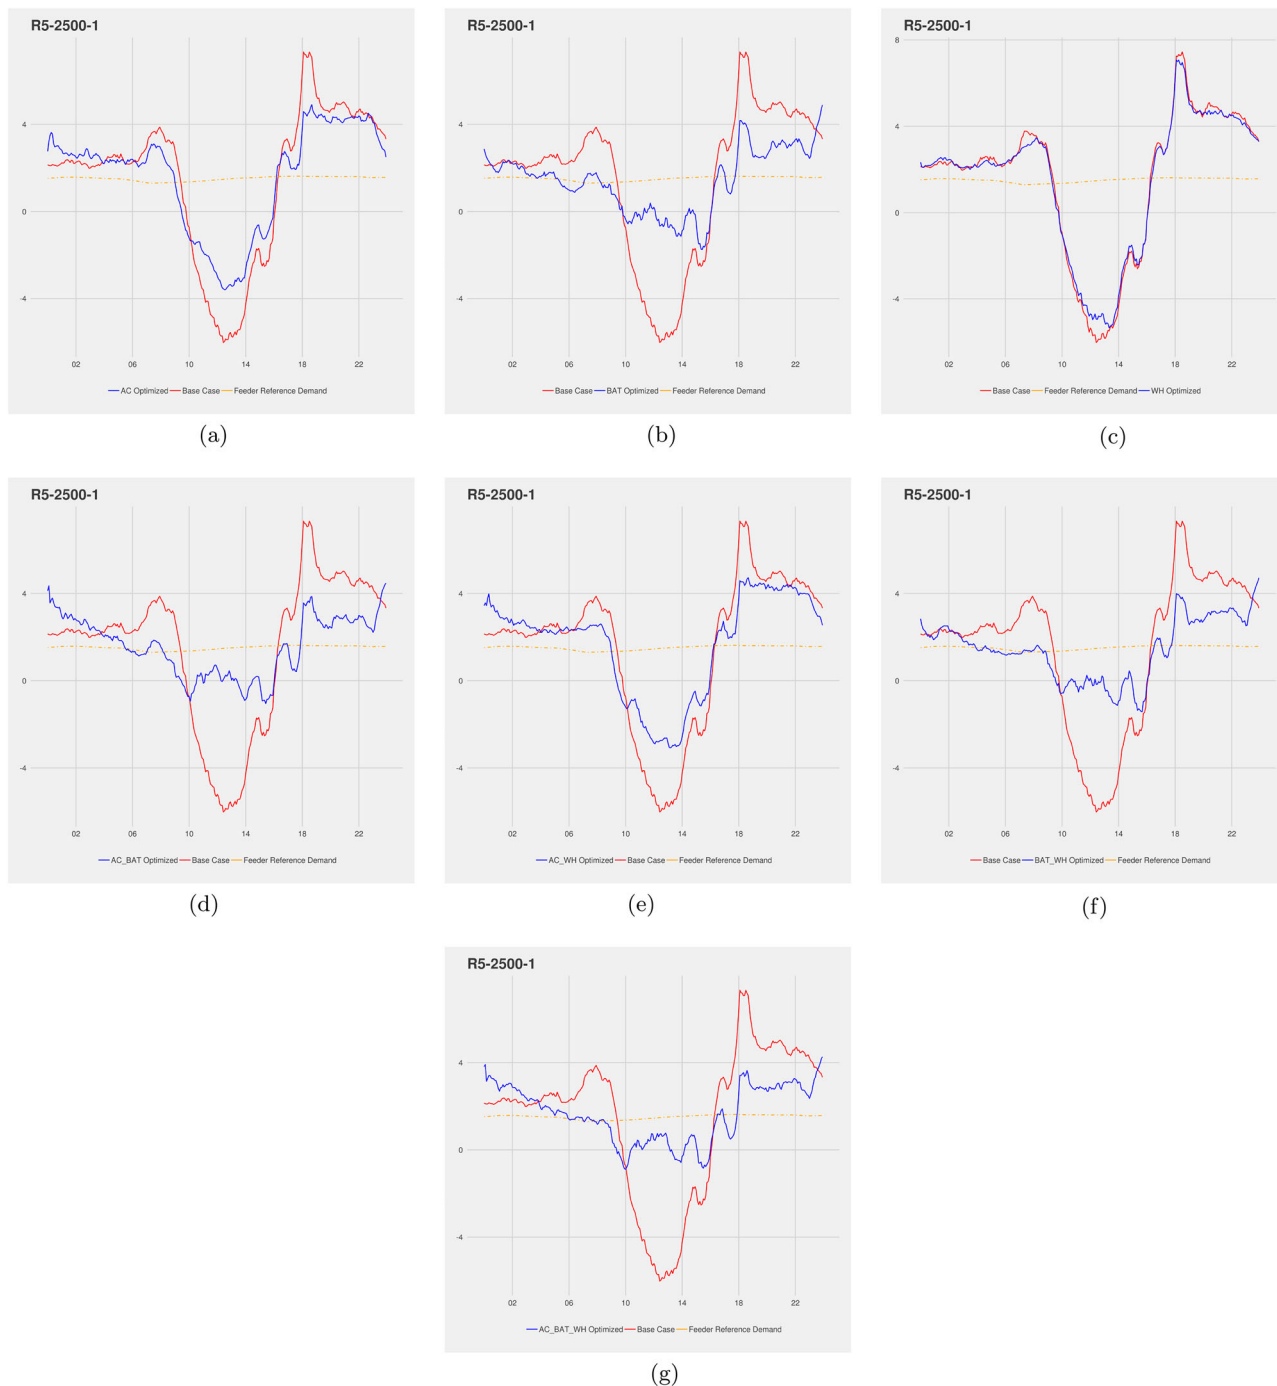 R5-2500-1
4
0
-4
02 06 10 14 18 22
AC Optimized Base Case Feeder Reference Demand
(a)
R5-2500-1
4
0
-4
02 06 10 14 18 22
Base Case BAT Optimized Feeder Reference Demand
(b)
R5-2500-1
8
4
0
-4
02 06 10 14 18 22
Base Case Feeder Reference Demand WH Optimized
(c)
R5-2500-1
4
0
-4
02 06 10 14 18 22
AC_BAT Optimized Base Case Feeder Reference Demand
(d)
R5-2500-1
4
0
-4
02 06 10 14 18 22
AC_WH Optimized Base Case Feeder Reference Demand
(e)
R5-2500-1
4
0
-4
02 06 10 14 18 22
Base Case BAT_WH Optimized Feeder Reference Demand
(f)
R5-2500-1
4
0
-4
02 06 10 14 18 22
AC_BAT_WH Optimized Base Case Feeder Reference Demand
(g)